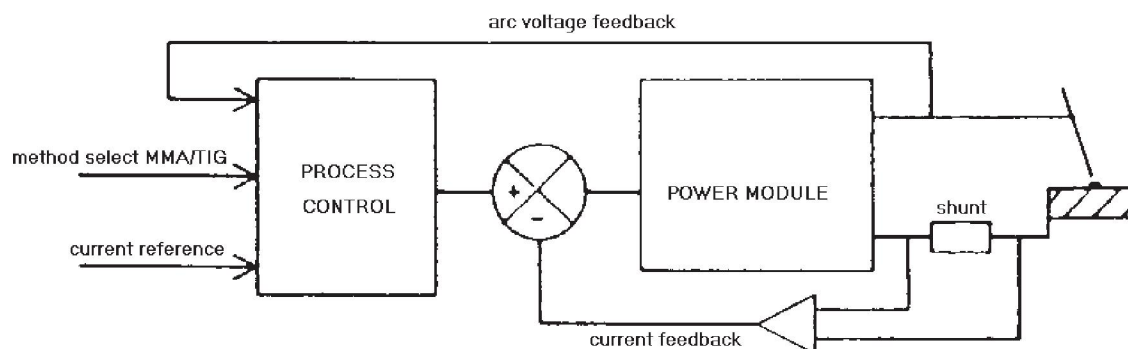 arc voltage feedback
method select MMA/TIG
PROCESS
CONTROL
current reference
+
−
POWER MODULE
shunt
current feedback